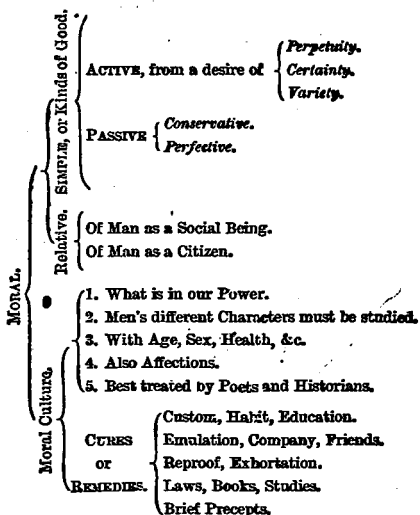 MORAL.
SIMPLE, or Kinds of Good.
ACTIVE, from a desire of
Perpetuity.
Certainty.
Variety.
PASSIVE
Conservative.
Perfective.
Relative.
Of Man as a Social Being.
Of Man as a Citizen.
Moral Culture.
1. What is in our Power.
2. Men's different Characters must be studied.
3. With Age, Sex, Health, &c.
4. Also Affections.
5. Best treated by Poets and Historians.
CURES
or
REMEDIES.
Custom, Habit, Education.
Emulation, Company, Friends.
Reproof, Exhortation.
Laws, Books, Studies.
Brief Precepts.